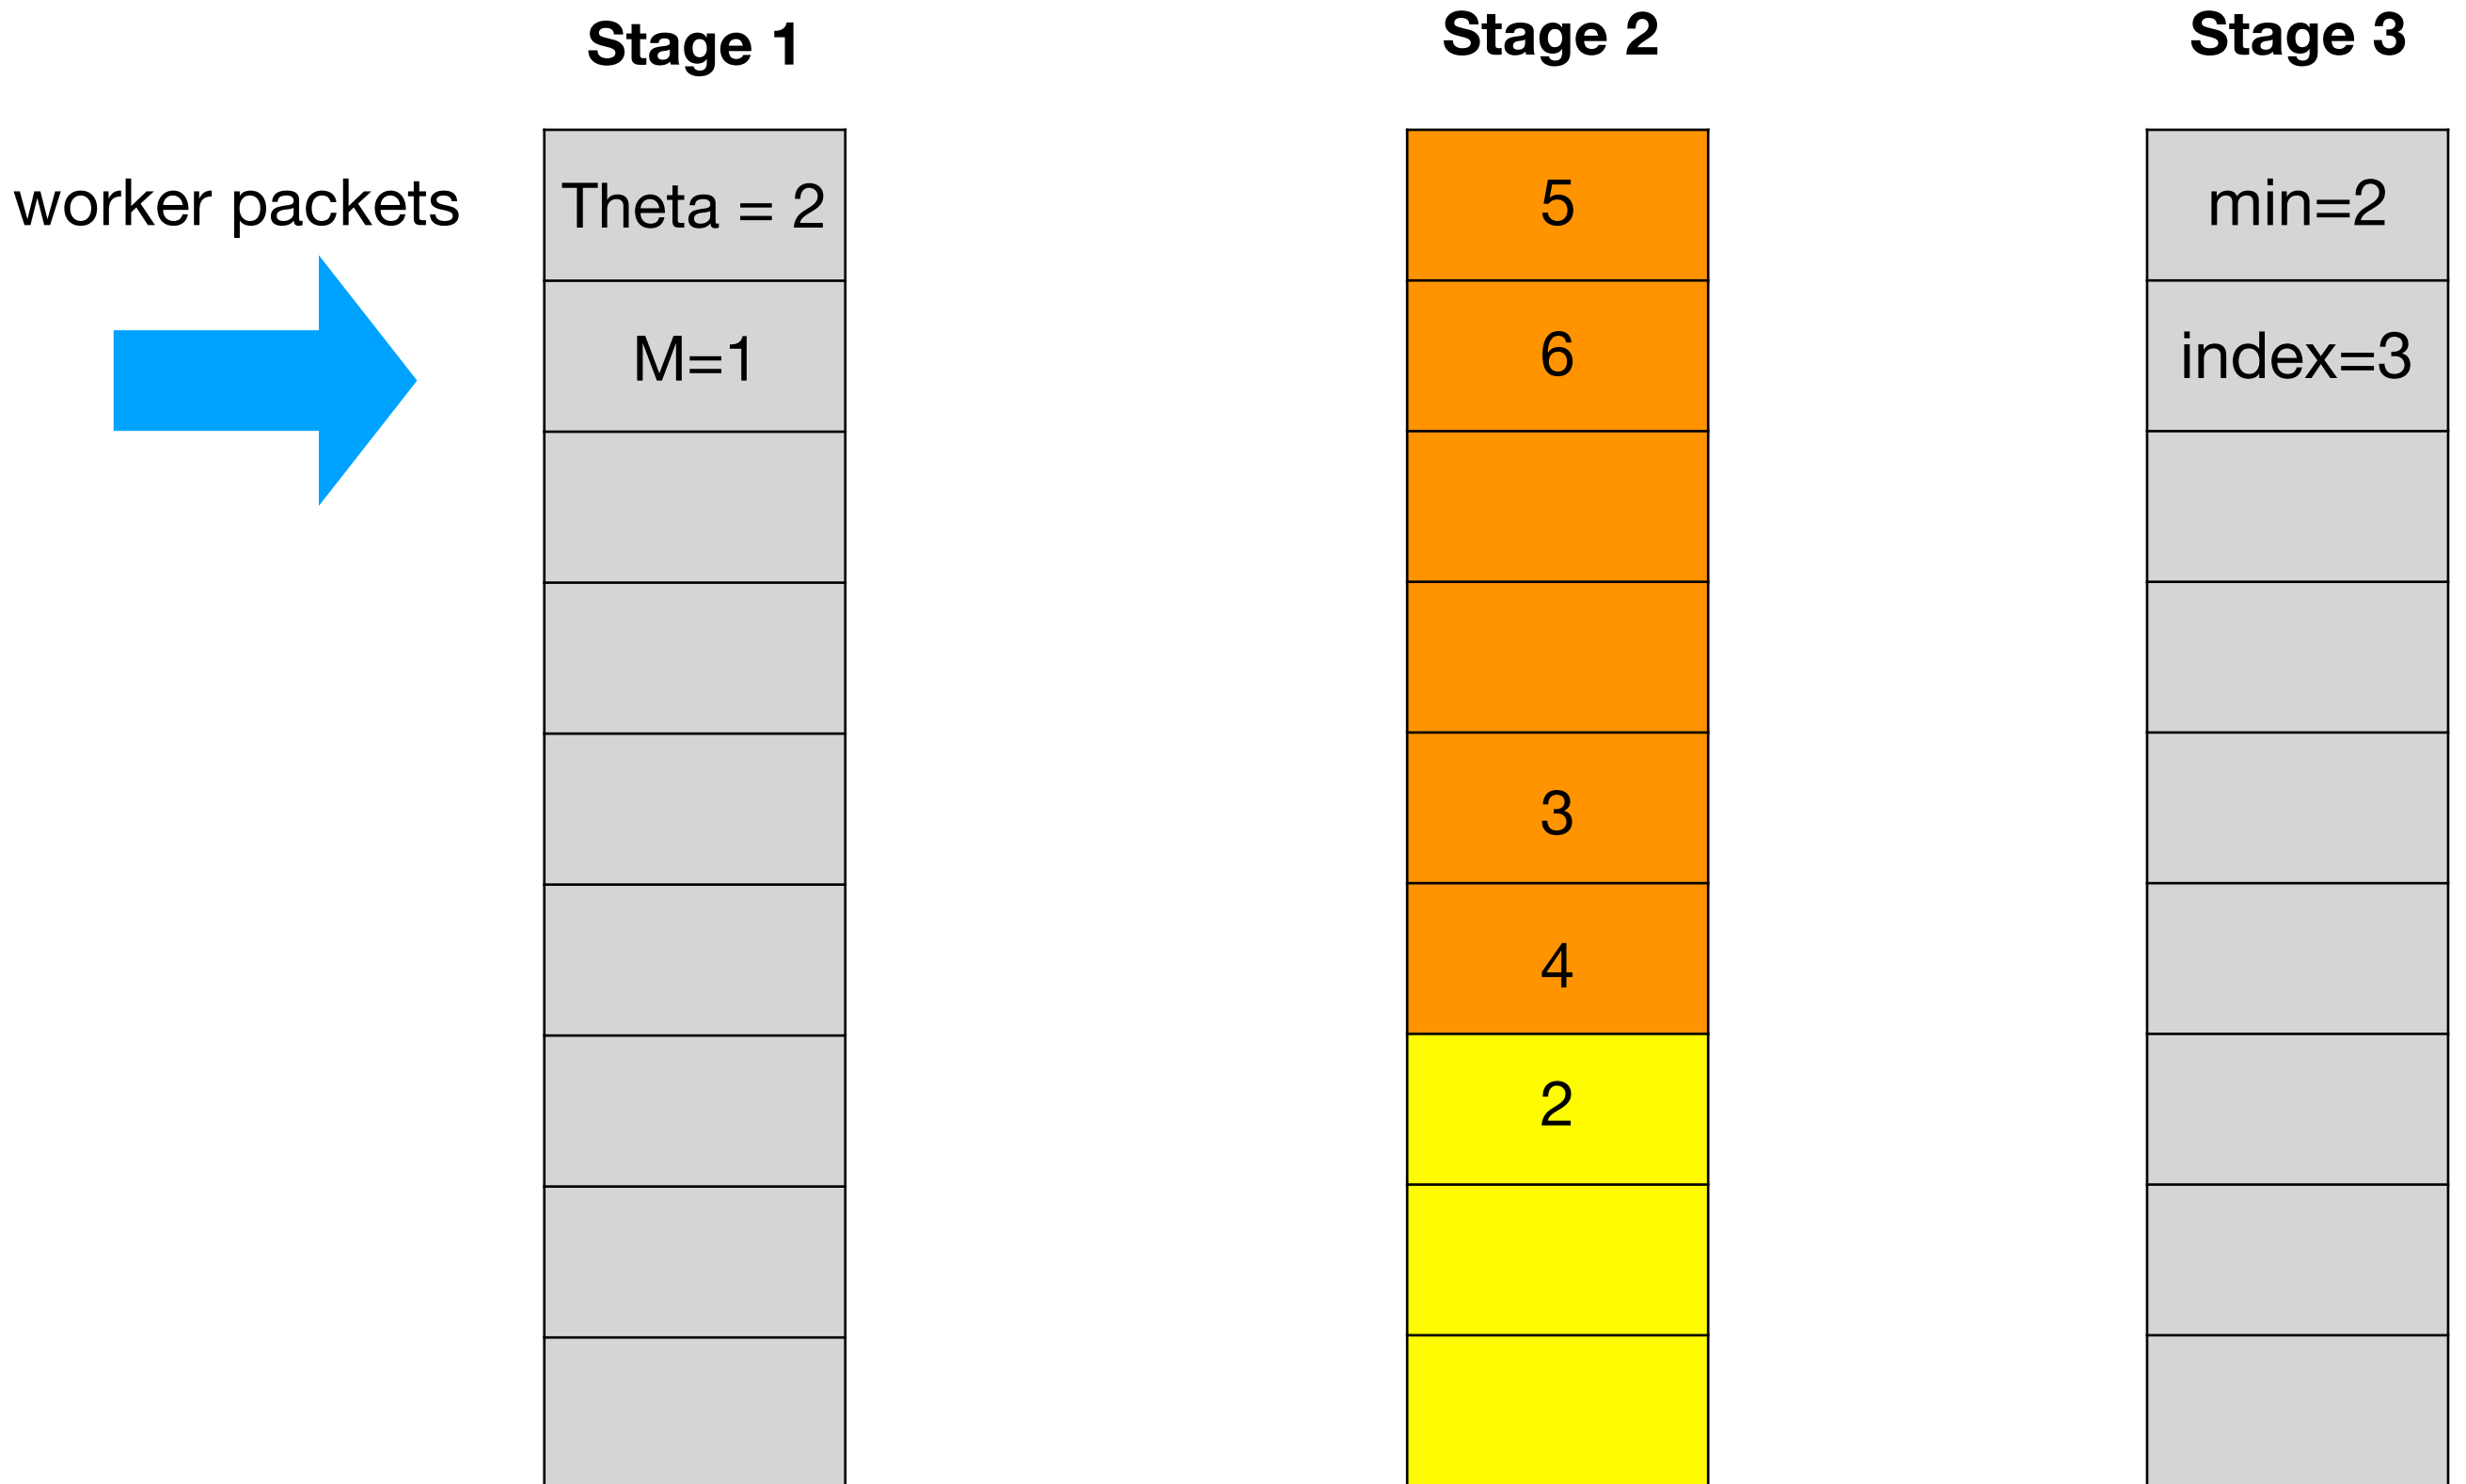 Stage 1
Stage 2
Stage 3
worker packets
Theta = 2
M=1
5
6
3
4
2
min=2
index=3